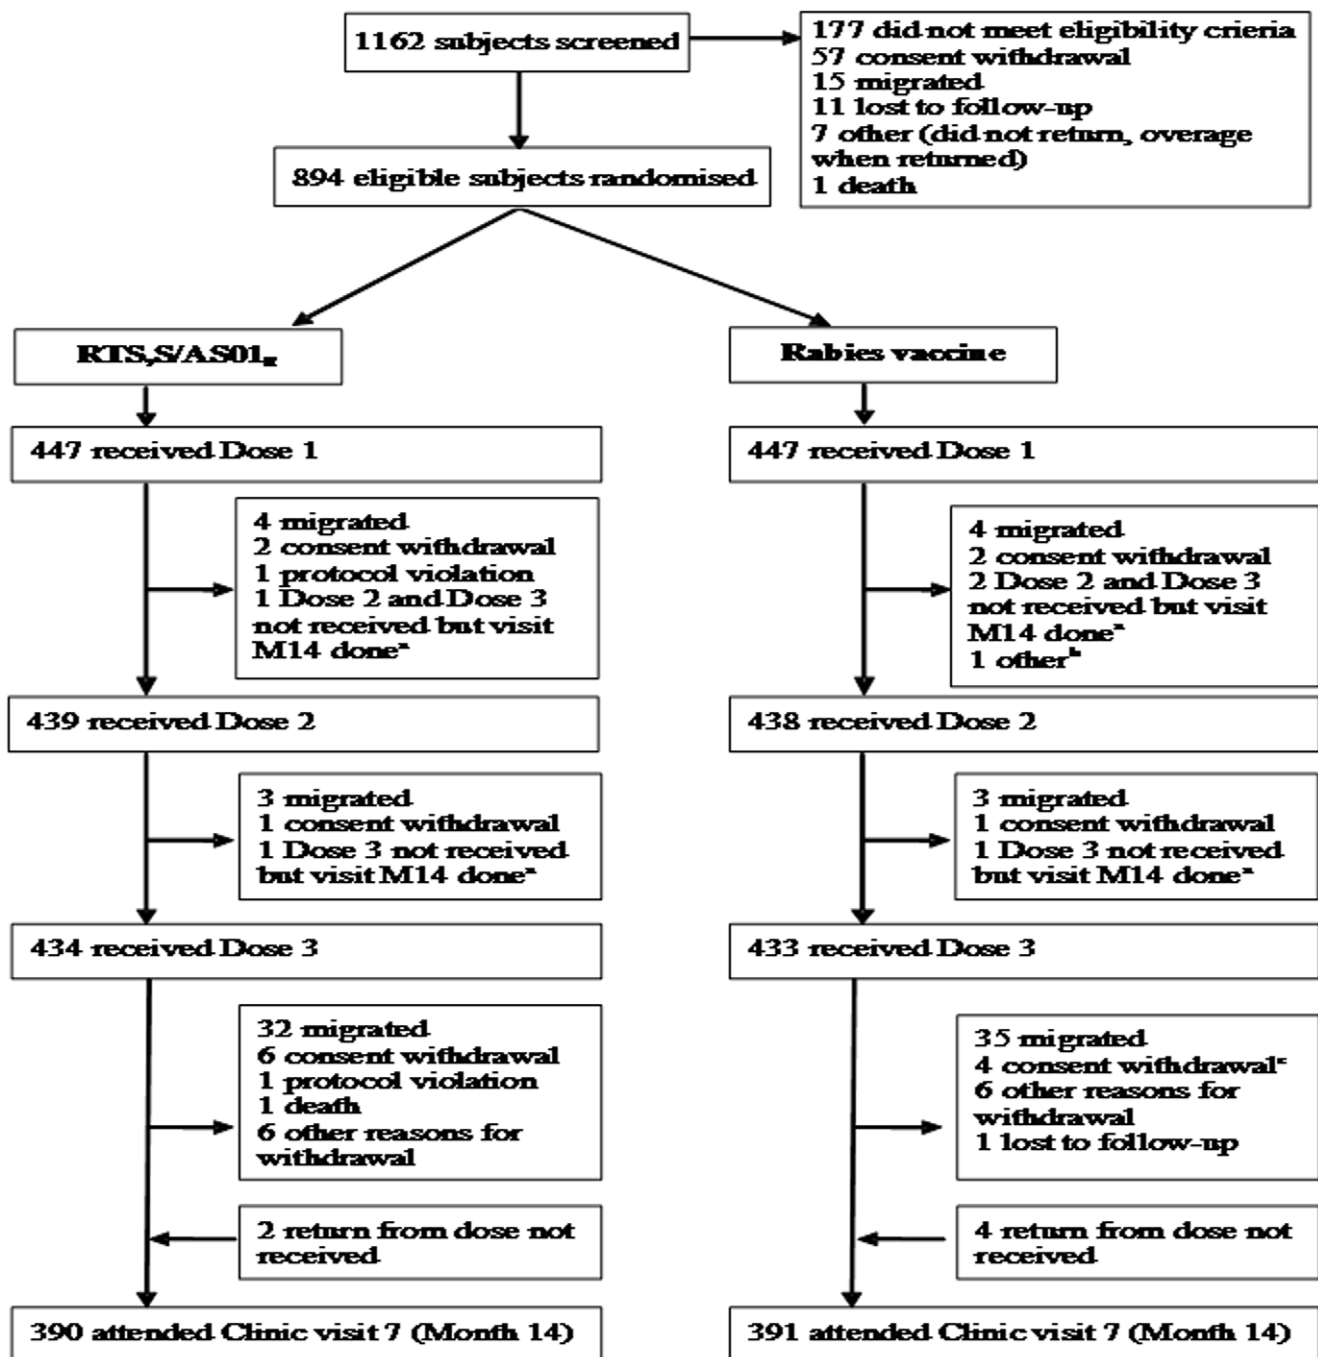 1162 subjects screened
177 did not meet eligibility crieria
57 consent withdrawal
15 migrated
11 lost to follow-up
7 other (did not return, overage
when returned)
1 death
894 eligible subjects randomised
RTS,S/AS01E
Rabies vaccine
447 received Dose 1
447 received Dose 1
4 migrated
2 consent withdrawal
1 protocol violation
1 Dose 2 and Dose 3
not received but visit
M14 doneª
4 migrated
2 consent withdrawal
2 Dose 2 and Dose 3
not received but visit
M14 doneª
1 otherᵇ
439 received Dose 2
438 received Dose 2
3 migrated
1 consent withdrawal
1 Dose 3 not received
but visit M14 doneª
3 migrated
1 consent withdrawal
1 Dose 3 not received
but visit M14 doneª
434 received Dose 3
433 received Dose 3
32 migrated
6 consent withdrawal
1 protocol violation
1 death
6 other reasons for
withdrawal
35 migrated
4 consent withdrawalᶜ
6 other reasons for
withdrawal
1 lost to follow-up
2 return from dose not
received
4 return from dose not
received
390 attended Clinic visit 7 (Month 14)
391 attended Clinic visit 7 (Month 14)